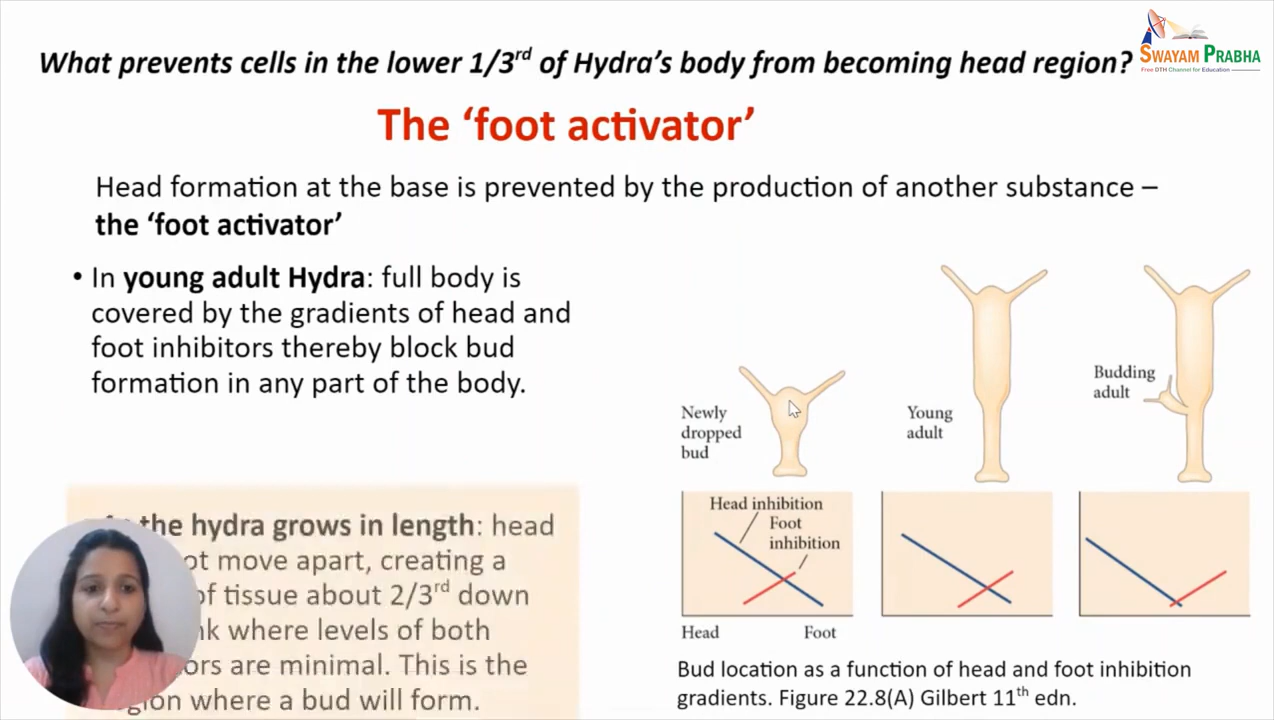 SWAYAM PRABHA
Free DTH Channel for Education
What prevents cells in the lower 1/3rd of Hydra's body from becoming head region?
The 'foot activator'
Head formation at the base is prevented by the production of another substance –
the 'foot activator'
• In young adult Hydra: full body is
covered by the gradients of head and
foot inhibitors thereby block bud
formation in any part of the body.
the hydra grows in length: head
move apart, creating a
of tissue about 2/3rd down
where levels of both
are minimal. This is the
where a bud will form.
Newly
dropped
bud
Young
adult
Budding
adult
Head inhibition
Foot
inhibition
Head Foot
Bud location as a function of head and foot inhibition
gradients. Figure 22.8(A) Gilbert 11th edn.